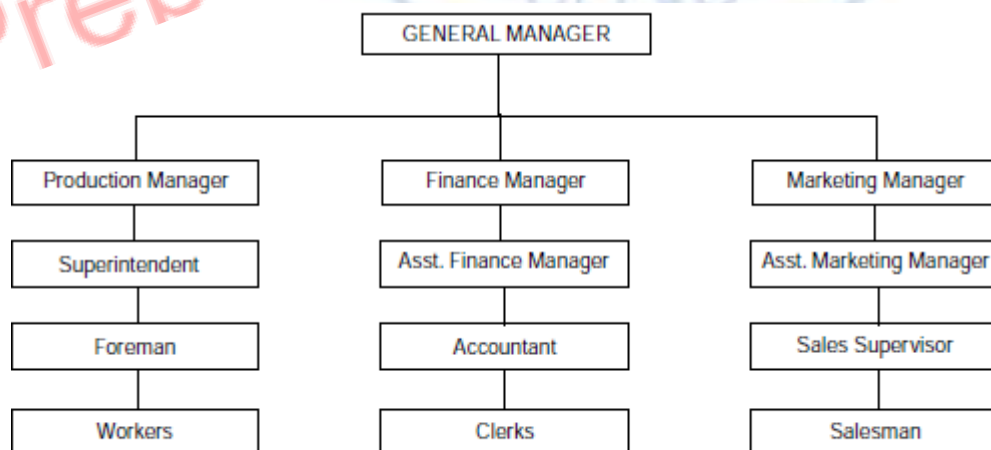 GENERAL MANAGER
Production Manager
Finance Manager
Marketing Manager
Superintendent
Asst. Finance Manager
Asst. Marketing Manager
Foreman
Accountant
Sales Supervisor
Workers
Clerks
Salesman